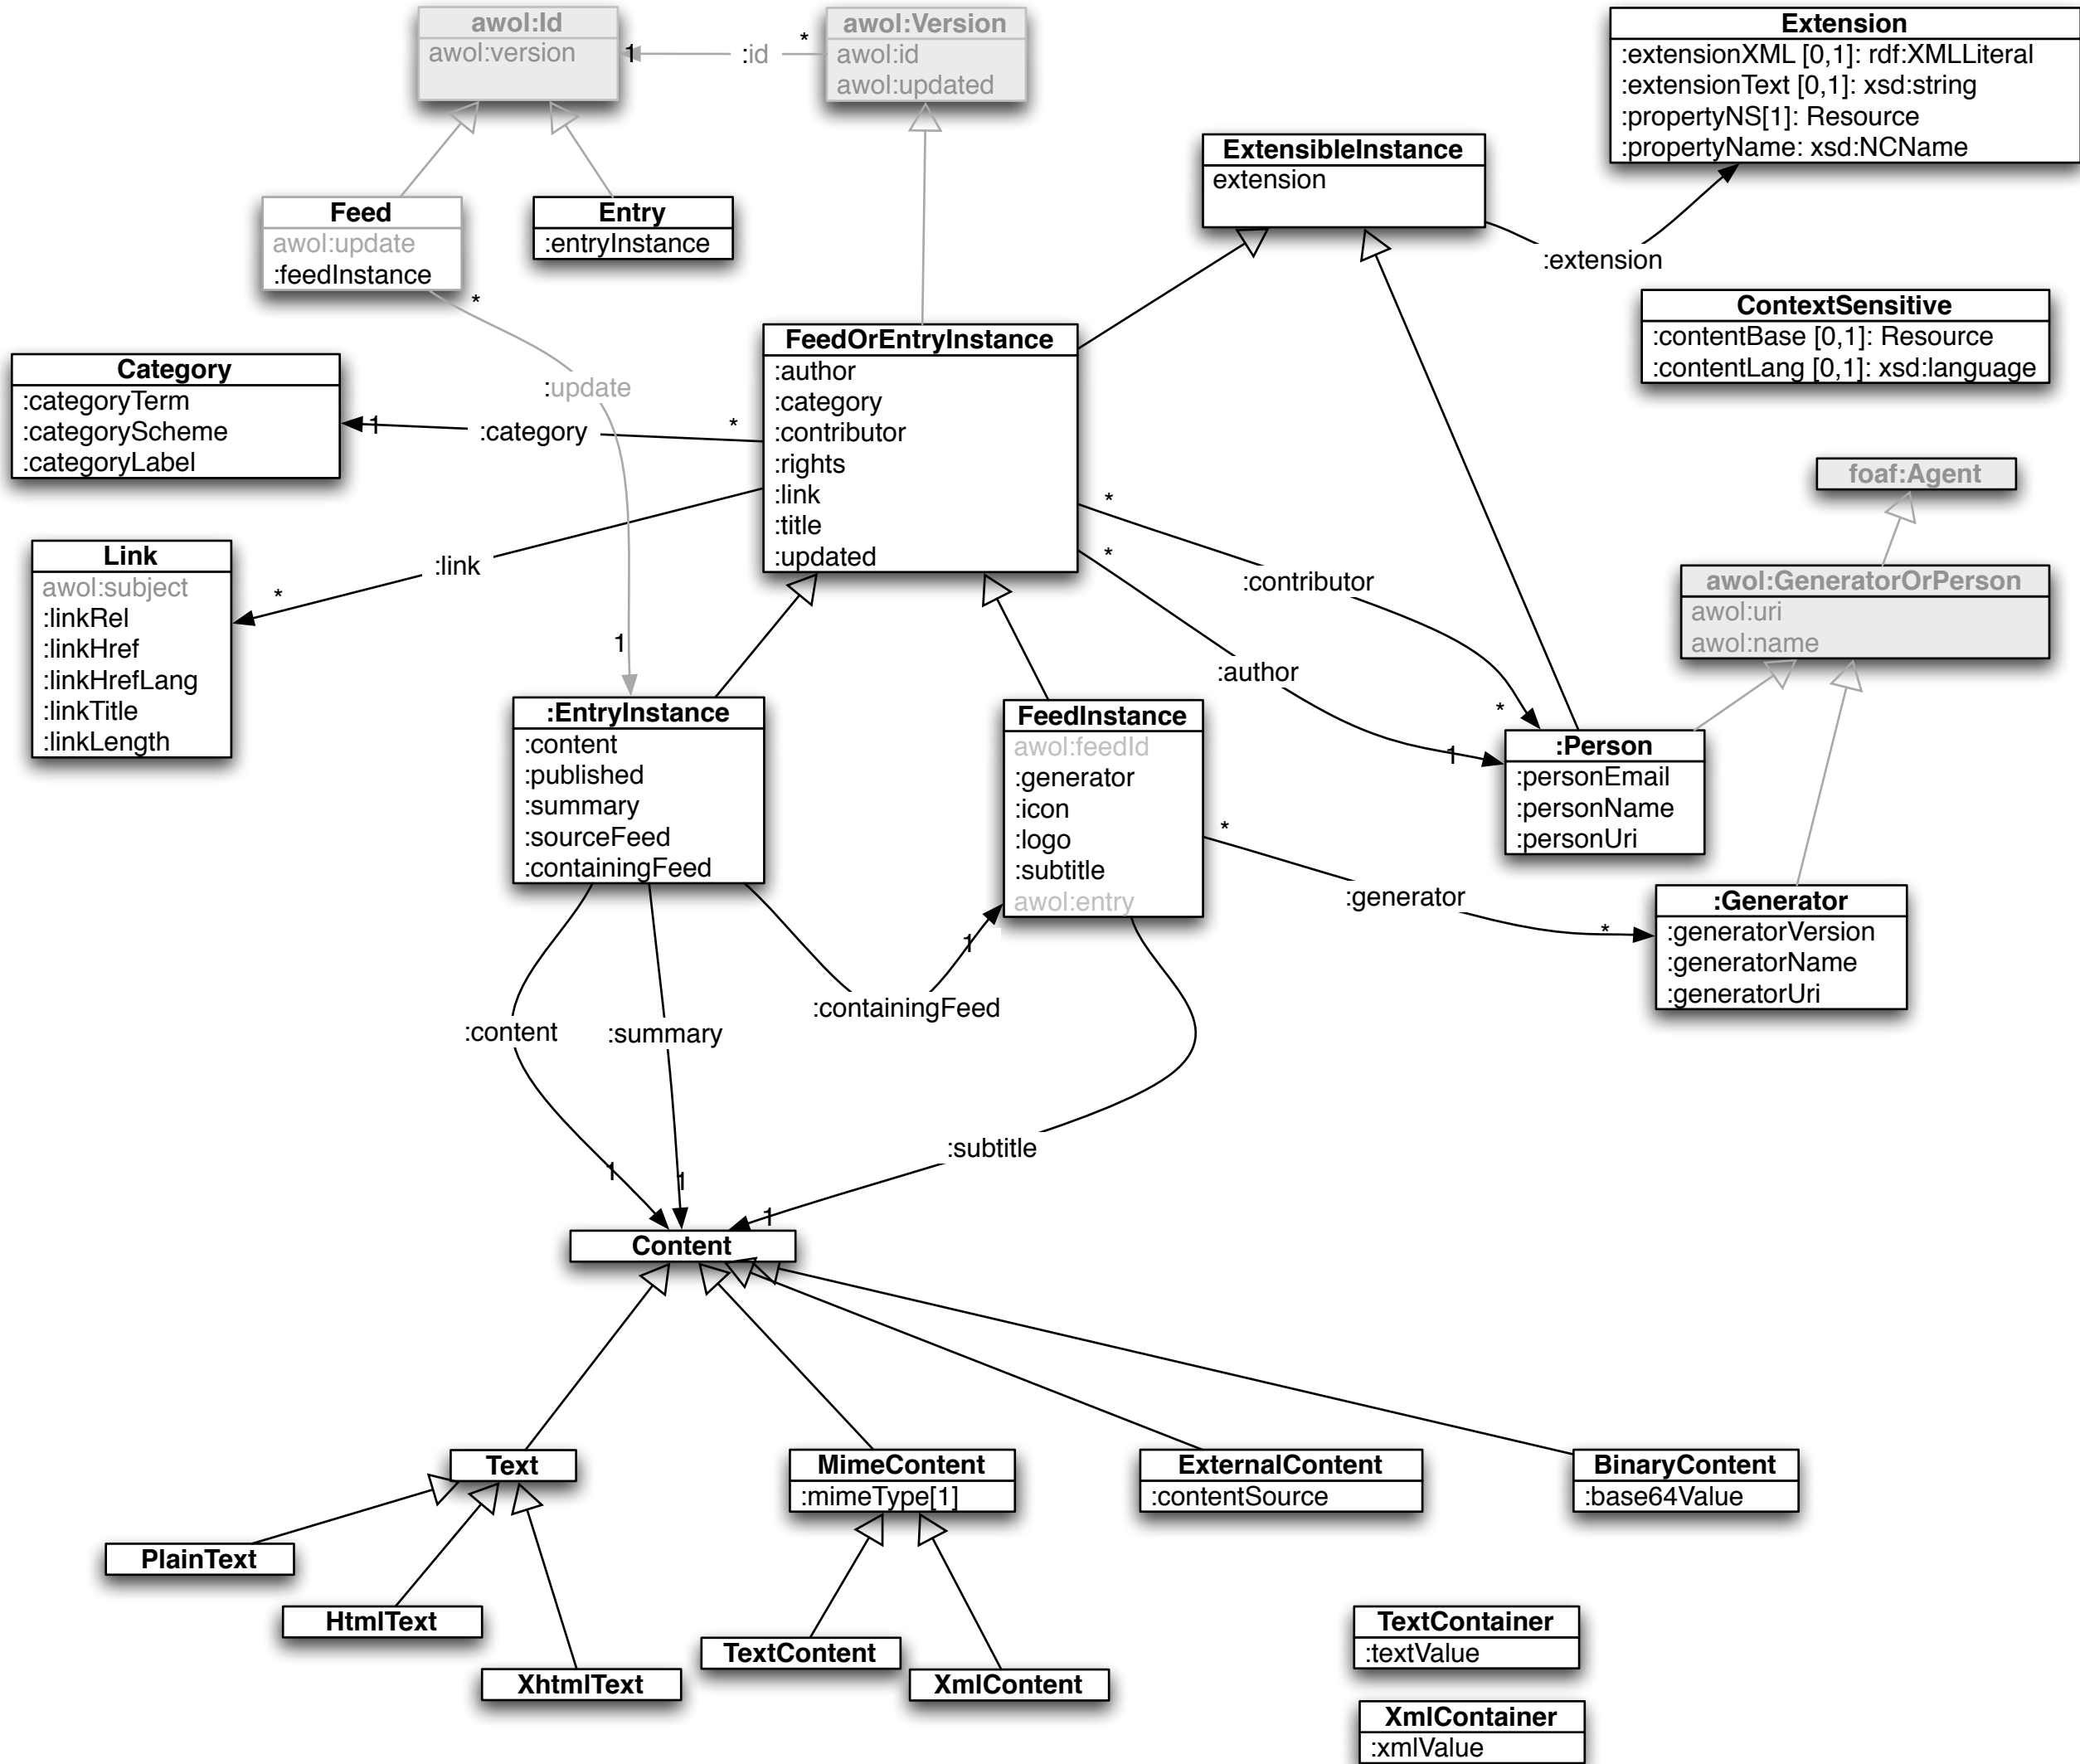 awol:Id
awol:version
1
:id
*
awol:Version
awol:id
awol:updated
Extension
:extensionXML [0,1]: rdf:XMLLiteral
:extensionText [0,1]: xsd:string
:propertyNS[1]: Resource
:propertyName: xsd:NCName
ExtensibleInstance
extension
:extension
Feed
awol:update
:feedInstance
Entry
:entryInstance
*
:update
1
ContextSensitive
:contentBase [0,1]: Resource
:contentLang [0,1]: xsd:language
FeedOrEntryInstance
:author
:category
:contributor
:rights
:link
:title
:updated
Category
:categoryTerm
:categoryScheme
:categoryLabel
1
:category
*
Link
awol:subject
:linkRel
:linkHref
:linkHrefLang
:linkTitle
:linkLength
*
:link
*
:contributor
*
*
:author
1
foaf:Agent
awol:GeneratorOrPerson
awol:uri
awol:name
:EntryInstance
:content
:published
:summary
:sourceFeed
:containingFeed
FeedInstance
awol:feedId
:generator
:icon
:logo
:subtitle
awol:entry
:Person
:personEmail
:personName
:personUri
*
:generator
*
:Generator
:generatorVersion
:generatorName
:generatorUri
1
:containingFeed
:content
:summary
:subtitle
1
1
1
Content
Text
MimeContent
:mimeType[1]
ExternalContent
:contentSource
BinaryContent
:base64Value
PlainText
HtmlText
XhtmlText
TextContent
XmlContent
TextContainer
:textValue
XmlContainer
:xmlValue